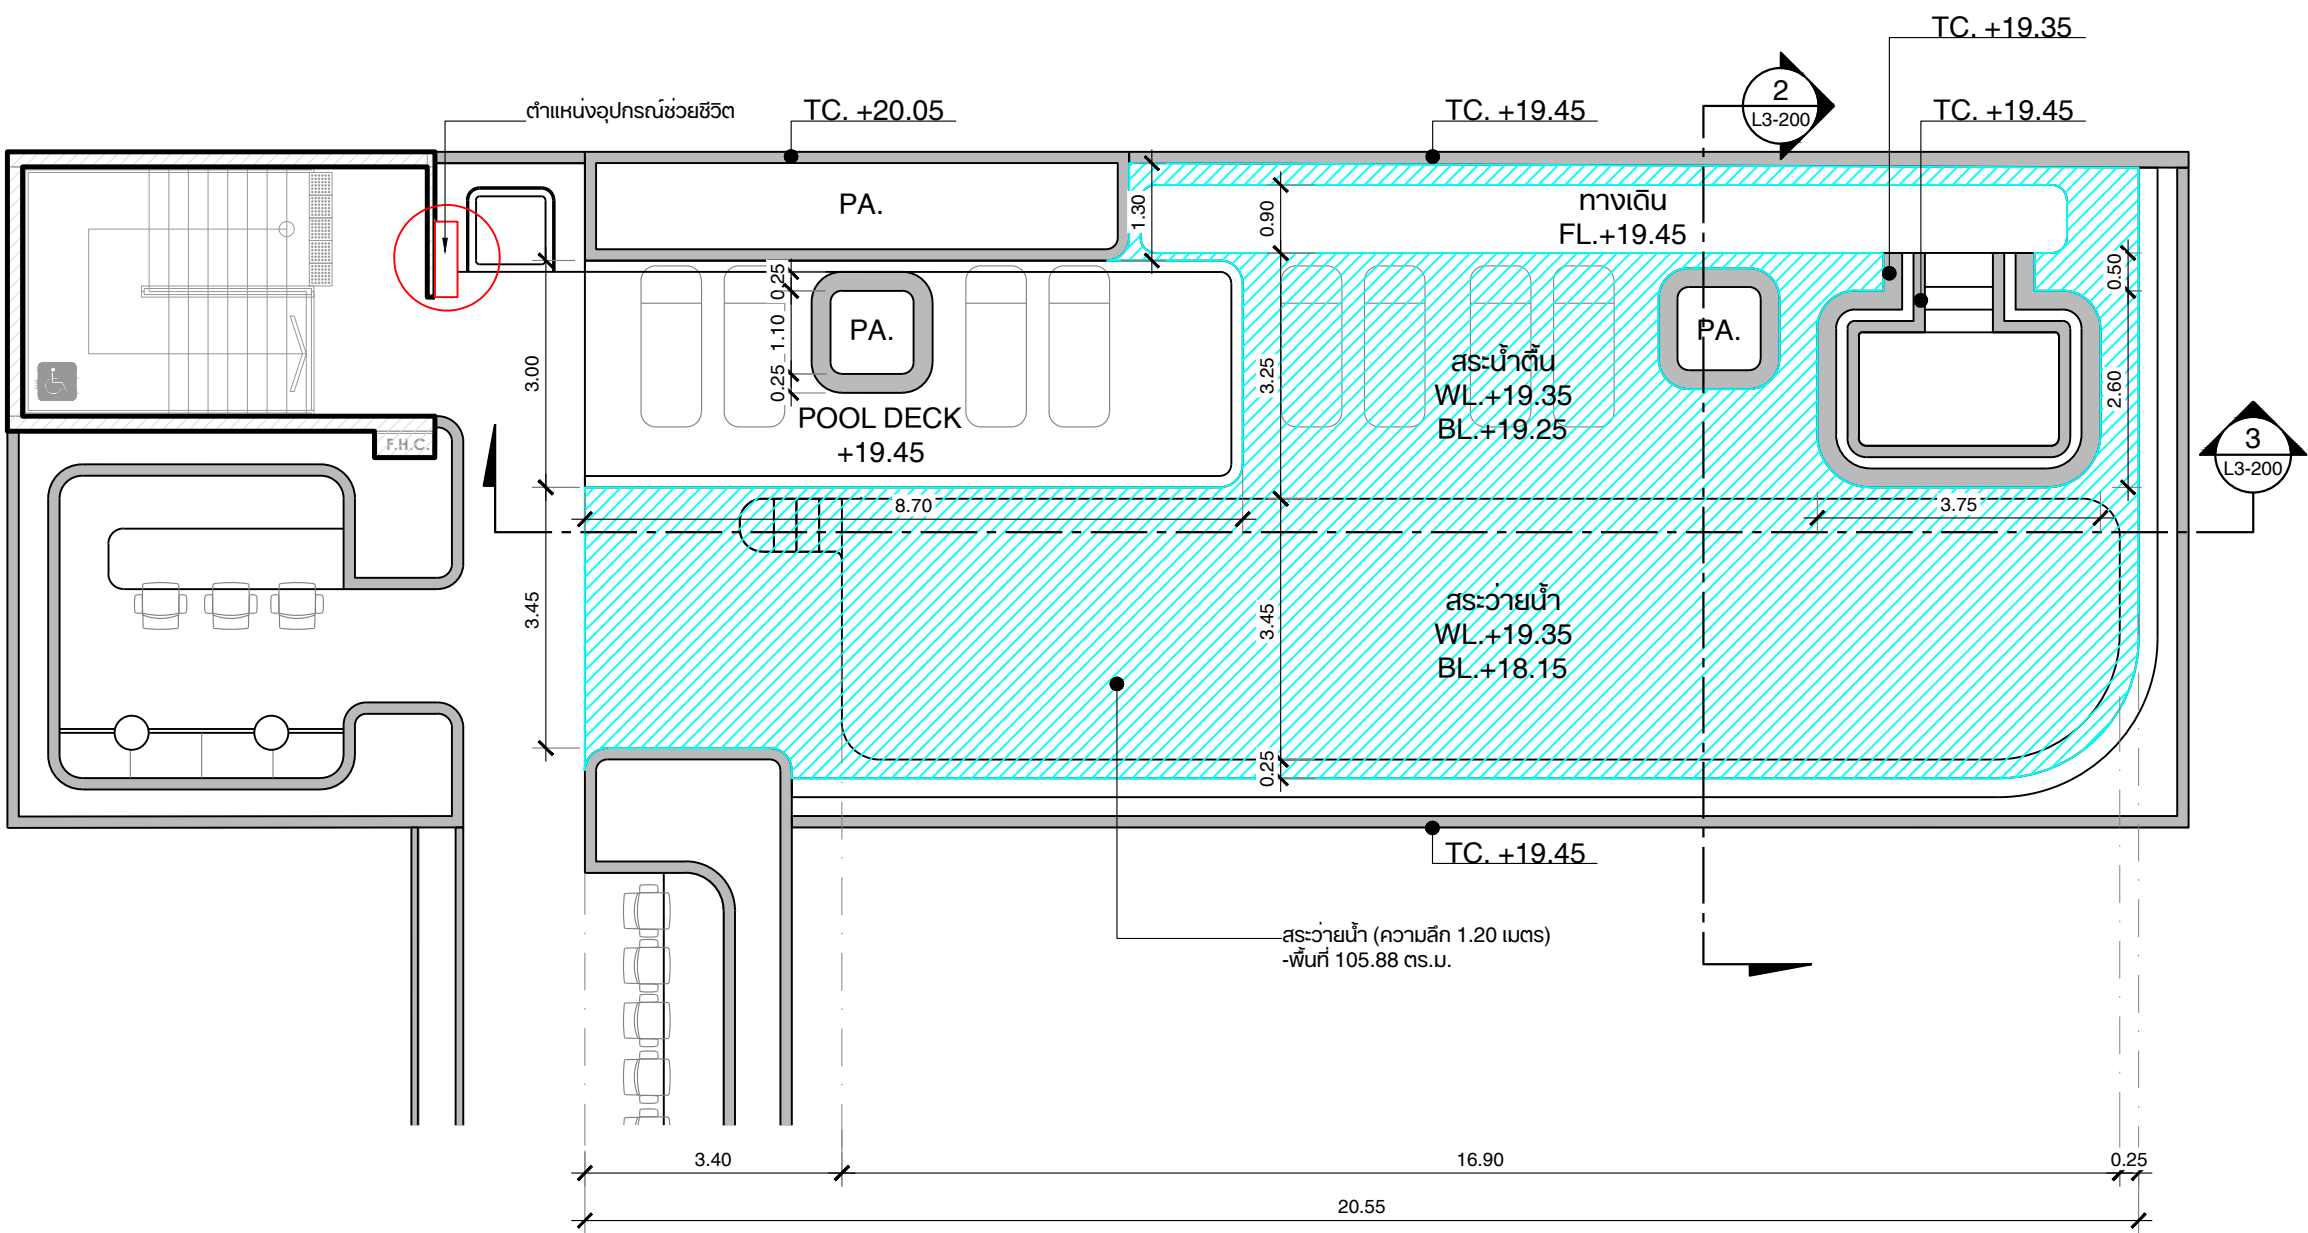 TC. +19.35
2
L3-200
ตำแหน่งอุปกรณ์ช่วยชีวิต
TC. +20.05
TC. +19.45
TC. +19.45
PA.
1.30
0.90
ทางเดิน
FL.+19.45
0.25
1.10
0.25
PA.
PA.
0.50
2.60
3.00
3.25
สระน้ำตื้น
WL.+19.35
BL.+19.25
POOL DECK
+19.45
F.H.C.
3
L3-200
8.70
3.75
3.45
3.45
สระว่ายน้ำ
WL.+19.35
BL.+18.15
0.25
TC. +19.45
สระว่ายน้ำ (ความลึก 1.20 เมตร)
-พื้นที่ 105.88 ตร.ม.
3.40
16.90
0.25
20.55